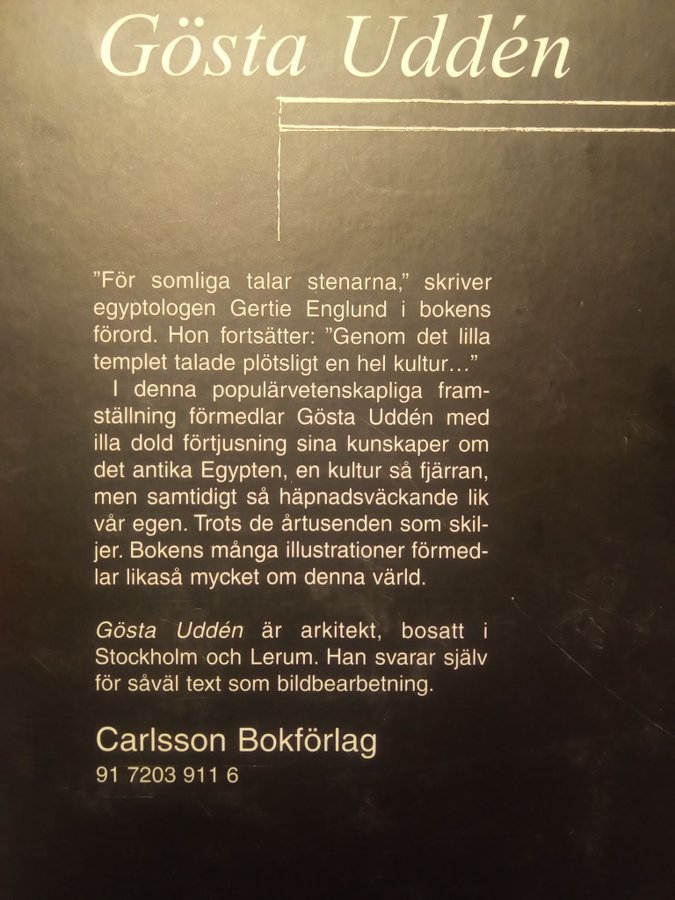 Gösta Uddén
”För somliga talar stenarna,” skriver
egyptologen Gertie Englund i bokens
förord. Hon fortsätter: ”Genom det lilla
templet talade plötsligt en hel kultur…”
I denna populärvetenskapliga fram-
ställning förmedlar Gösta Uddén med
illa dold förtjusning sina kunskaper om
det antika Egypten, en kultur så fjärran,
men samtidigt så häpnadsväckande lik
vår egen. Trots de årtusenden som skil-
jer. Bokens många illustrationer förmed-
lar likaså mycket om denna värld.
Gösta Uddén är arkitekt, bosatt i
Stockholm och Lerum. Han svarar själv
för såväl text som bildbearbetning.
Carlsson Bokförlag
91 7203 911 6